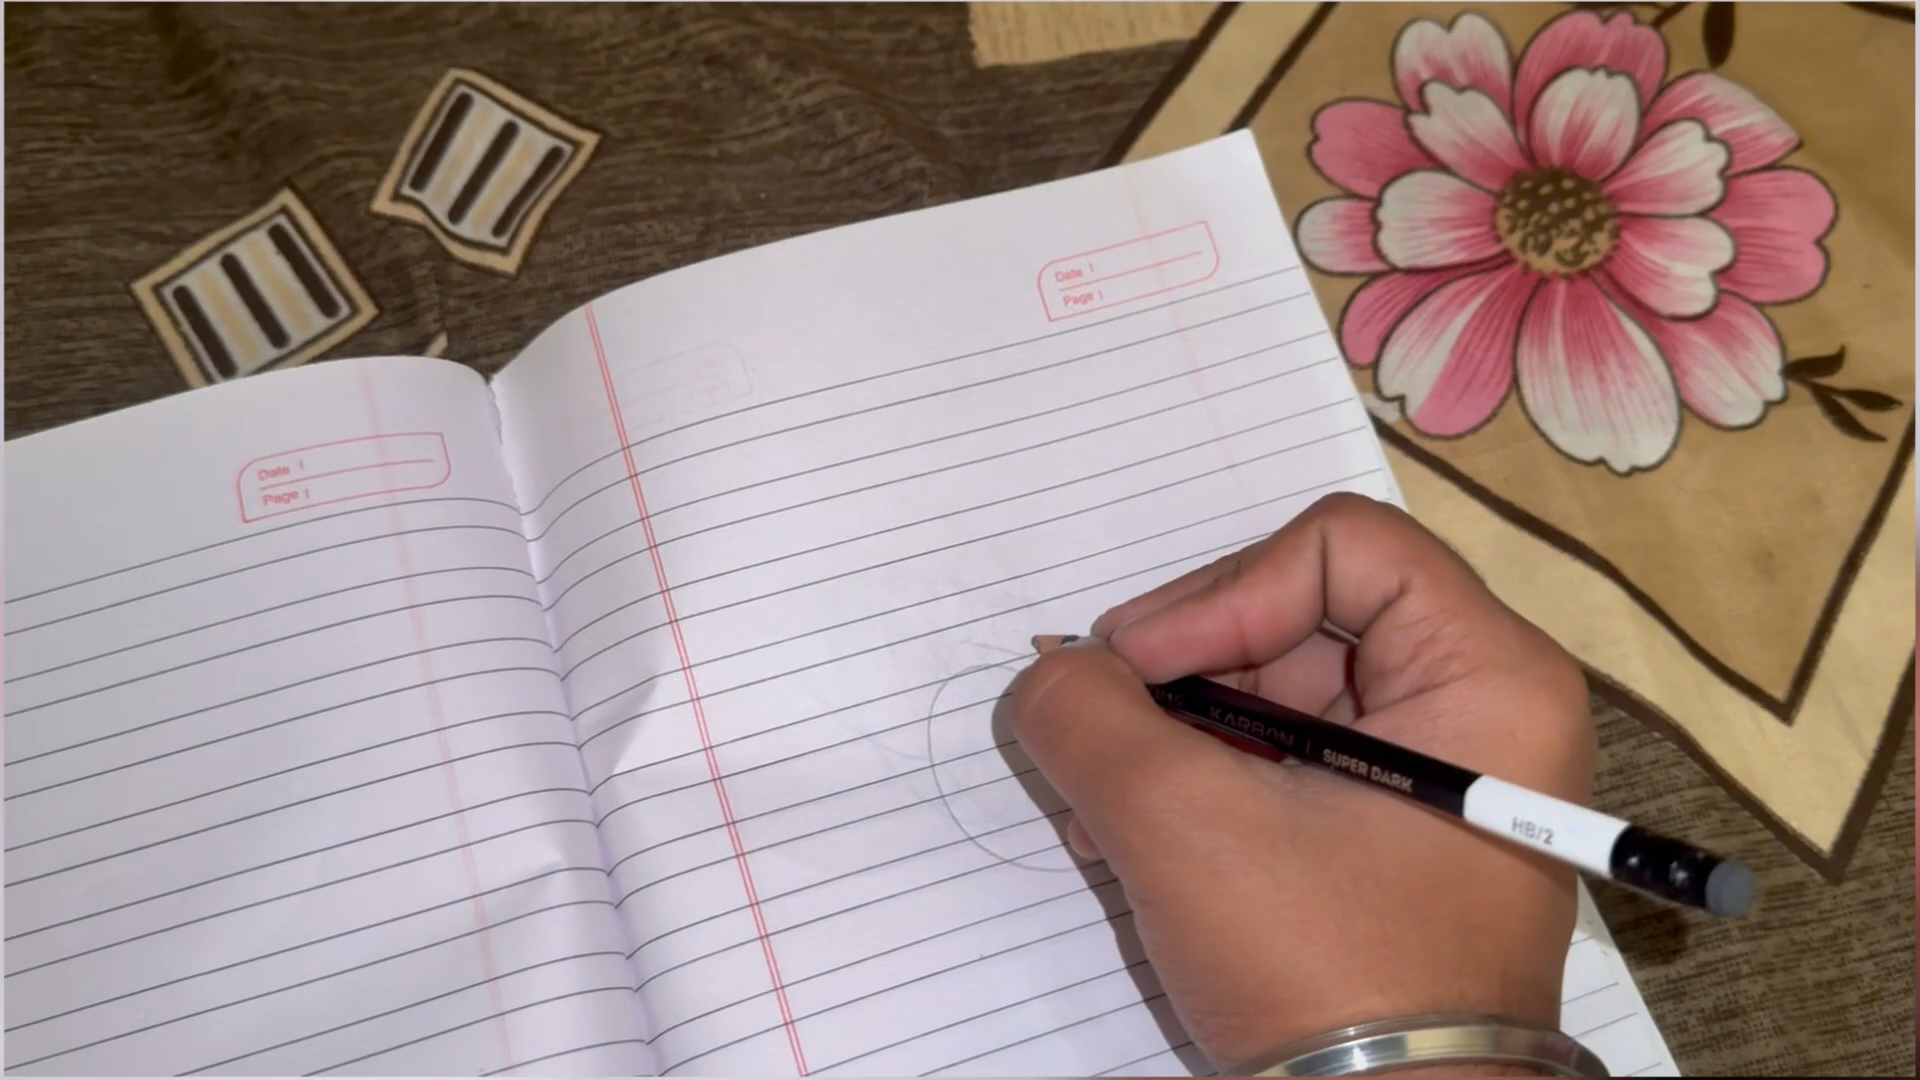 Date :
Page :
Date :
Page :
KARBON | SUPER DARK
HB/2